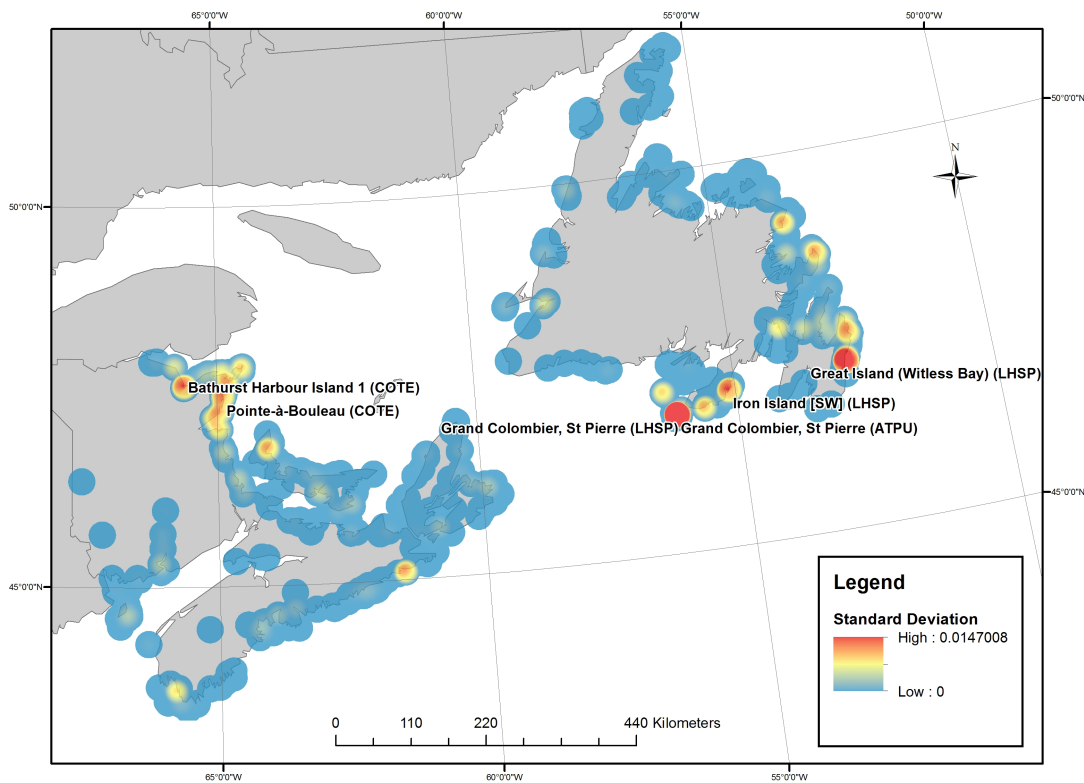 65°0'0"W
60°0'0"W
55°0'0"W
50°0'0"W
50°0'0"N
N
50°0'0"N
Great Island (Witless Bay) (LHSP)
Bathurst Harbour Island 1 (COTE)
Iron Island [SW] (LHSP)
Pointe-à-Bouleau (COTE)
Grand Colombier, St Pierre (LHSP)
Grand Colombier, St Pierre (ATPU)
45°0'0"N
45°0'0"N
Legend
Standard Deviation
High : 0.0147008
Low : 0
0 110 220 440 Kilometers
65°0'0"W
60°0'0"W
55°0'0"W